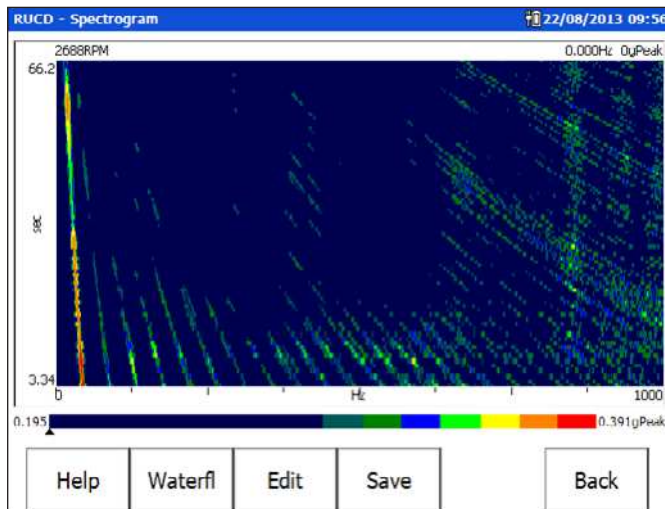 RUCD - Spectrogram 22/08/2013 09:56
2688RPM 0.000Hz 0gPeak
66.2
sec
3.34
0 Hz 1000
0.195 0.391gPeak
Help Waterfl Edit Save Back